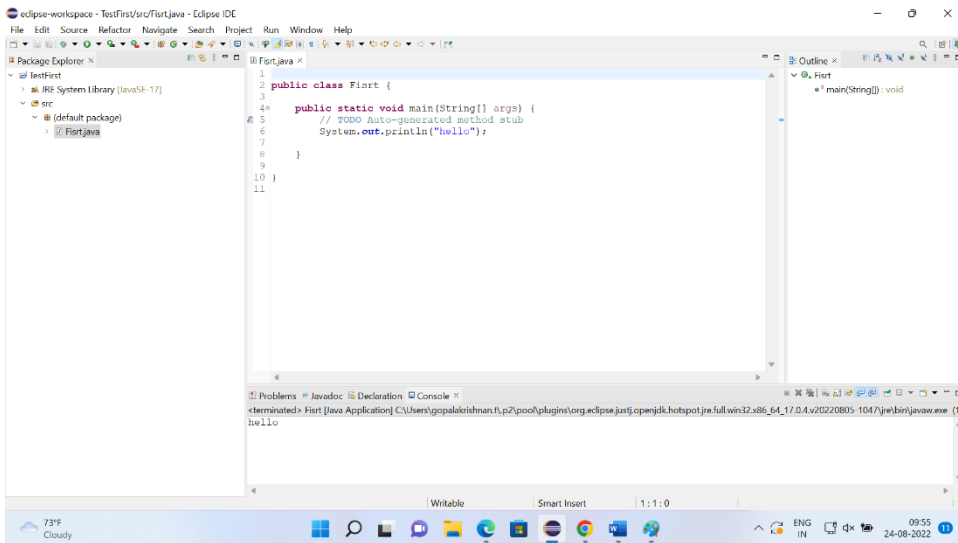 eclipse-workspace - TestFirst/src/Fisrt.java - Eclipse IDE
File Edit Source Refactor Navigate Search Project Run Window Help
Package Explorer
TestFirst
JRE System Library [JavaSE-17]
src
(default package)
Fisrt.java
Fisrt.java
1
2 public class Fisrt {
3
4 public static void main(String[] args) {
5 // TODO Auto-generated method stub
6 System.out.println("hello");
7
8 }
9
10 }
11
Outline
Fisrt
main(String[]) : void
Problems Javadoc Declaration Console
<terminated> Fisrt [Java Application] C:\Users\gopalakrishnan.t\.p2\pool\plugins\org.eclipse.justj.openjdk.hotspot.jre.full.win32.x86_64_17.0.4.v20220805-1047\jre\bin\javaw.exe (1
hello
Writable Smart Insert 1 : 1 : 0
73°F
Cloudy
ENG
IN
09:55
24-08-2022
11